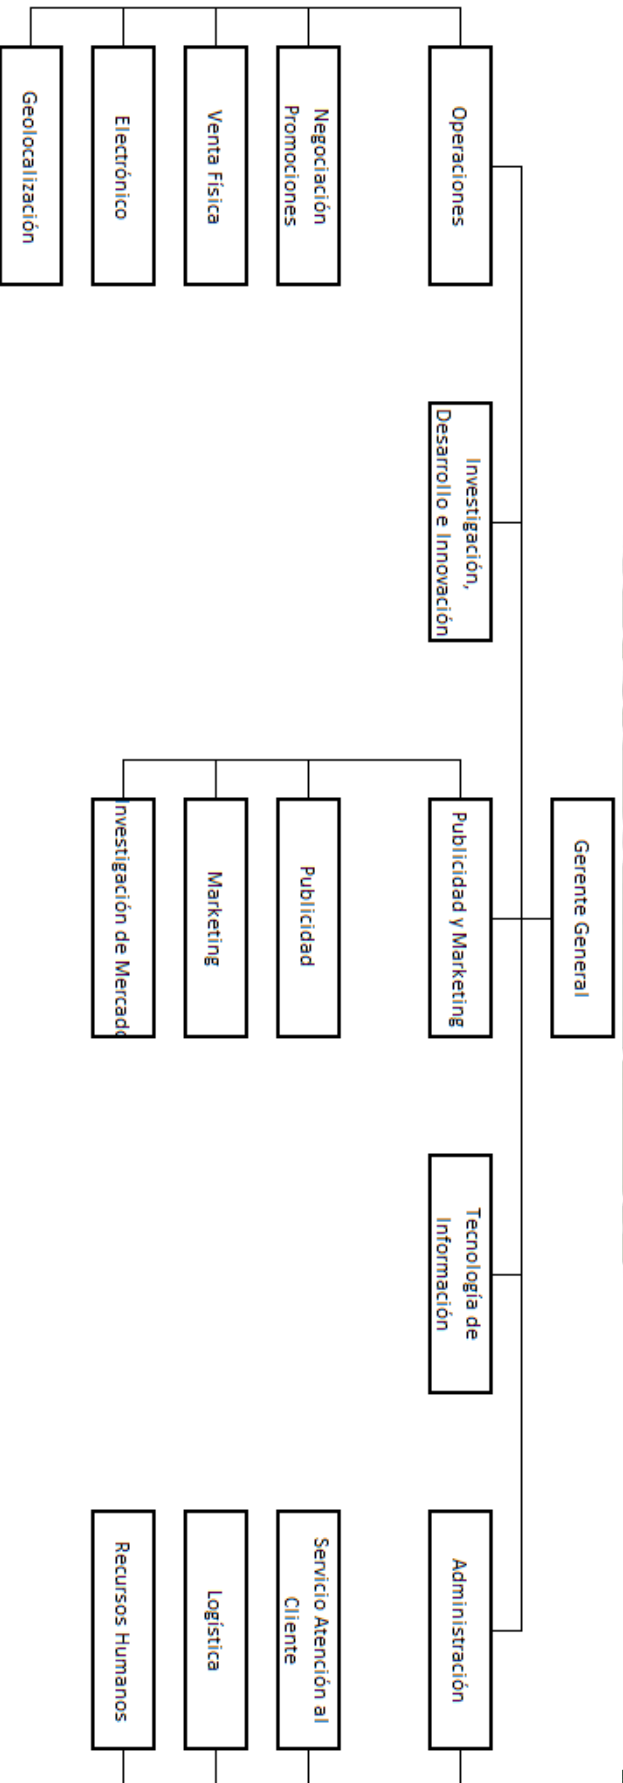 Gerente General
Operaciones
Investigación,
Desarrollo e Innovación
Publicidad y Marketing
Tecnología de
Información
Administración
Negociación
Promociones
Venta Física
Electrónico
Geolocalización
Publicidad
Marketing
Investigación de Mercado
Servicio Atención al
Cliente
Logística
Recursos Humanos